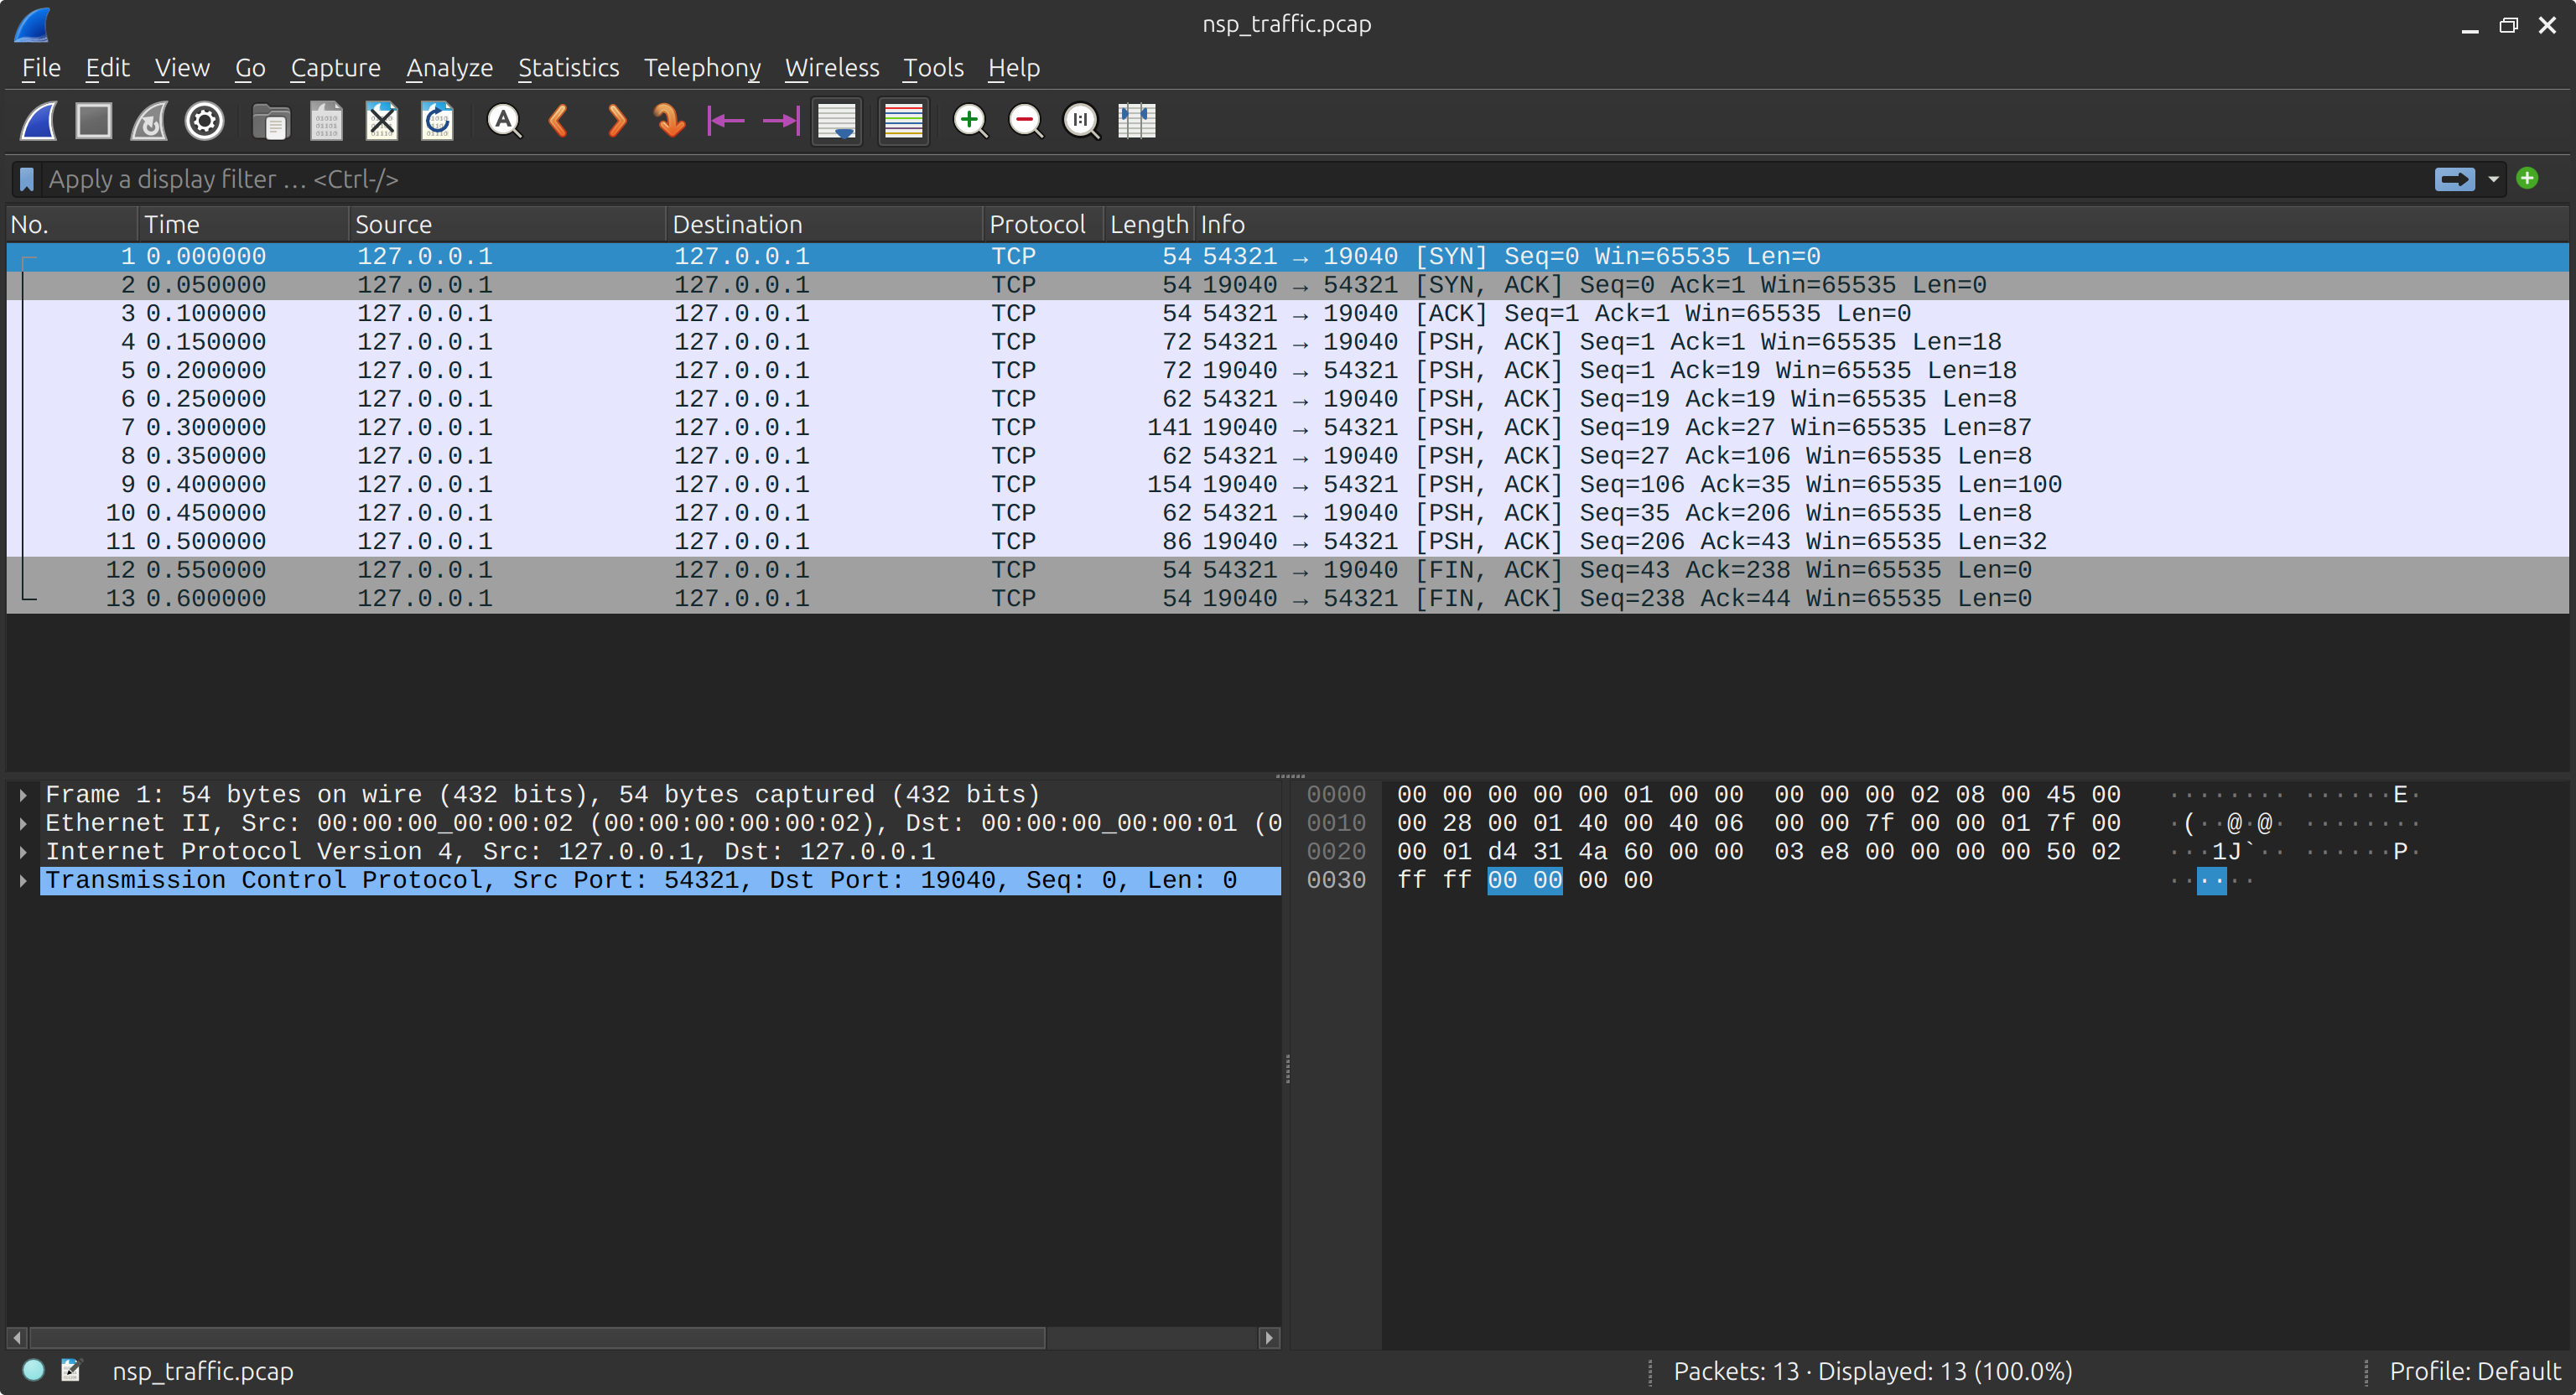 nsp_traffic.pcap
File Edit View Go Capture Analyze Statistics Telephony Wireless Tools Help
Apply a display filter … <Ctrl-/>
No. Time Source Destination Protocol Length Info
1 0.000000 127.0.0.1 127.0.0.1 TCP 54 54321 → 19040 [SYN] Seq=0 Win=65535 Len=0
2 0.050000 127.0.0.1 127.0.0.1 TCP 54 19040 → 54321 [SYN, ACK] Seq=0 Ack=1 Win=65535 Len=0
3 0.100000 127.0.0.1 127.0.0.1 TCP 54 54321 → 19040 [ACK] Seq=1 Ack=1 Win=65535 Len=0
4 0.150000 127.0.0.1 127.0.0.1 TCP 72 54321 → 19040 [PSH, ACK] Seq=1 Ack=1 Win=65535 Len=18
5 0.200000 127.0.0.1 127.0.0.1 TCP 72 19040 → 54321 [PSH, ACK] Seq=1 Ack=19 Win=65535 Len=18
6 0.250000 127.0.0.1 127.0.0.1 TCP 62 54321 → 19040 [PSH, ACK] Seq=19 Ack=19 Win=65535 Len=8
7 0.300000 127.0.0.1 127.0.0.1 TCP 141 19040 → 54321 [PSH, ACK] Seq=19 Ack=27 Win=65535 Len=87
8 0.350000 127.0.0.1 127.0.0.1 TCP 62 54321 → 19040 [PSH, ACK] Seq=27 Ack=106 Win=65535 Len=8
9 0.400000 127.0.0.1 127.0.0.1 TCP 154 19040 → 54321 [PSH, ACK] Seq=106 Ack=35 Win=65535 Len=100
10 0.450000 127.0.0.1 127.0.0.1 TCP 62 54321 → 19040 [PSH, ACK] Seq=35 Ack=206 Win=65535 Len=8
11 0.500000 127.0.0.1 127.0.0.1 TCP 86 19040 → 54321 [PSH, ACK] Seq=206 Ack=43 Win=65535 Len=32
12 0.550000 127.0.0.1 127.0.0.1 TCP 54 54321 → 19040 [FIN, ACK] Seq=43 Ack=238 Win=65535 Len=0
13 0.600000 127.0.0.1 127.0.0.1 TCP 54 19040 → 54321 [FIN, ACK] Seq=238 Ack=44 Win=65535 Len=0
Frame 1: 54 bytes on wire (432 bits), 54 bytes captured (432 bits)
Ethernet II, Src: 00:00:00_00:00:02 (00:00:00:00:00:02), Dst: 00:00:00_00:00:01 (0
Internet Protocol Version 4, Src: 127.0.0.1, Dst: 127.0.0.1
Transmission Control Protocol, Src Port: 54321, Dst Port: 19040, Seq: 0, Len: 0
0000 00 00 00 00 00 01 00 00 00 00 00 02 08 00 45 00 ········ ······E·
0010 00 28 00 01 40 00 40 06 00 00 7f 00 00 01 7f 00 ·(··@·@· ········
0020 00 01 d4 31 4a 60 00 00 03 e8 00 00 00 00 50 02 ···1J`·· ······P·
0030 ff ff 00 00 00 00 ······
nsp_traffic.pcap
Packets: 13 · Displayed: 13 (100.0%)
Profile: Default